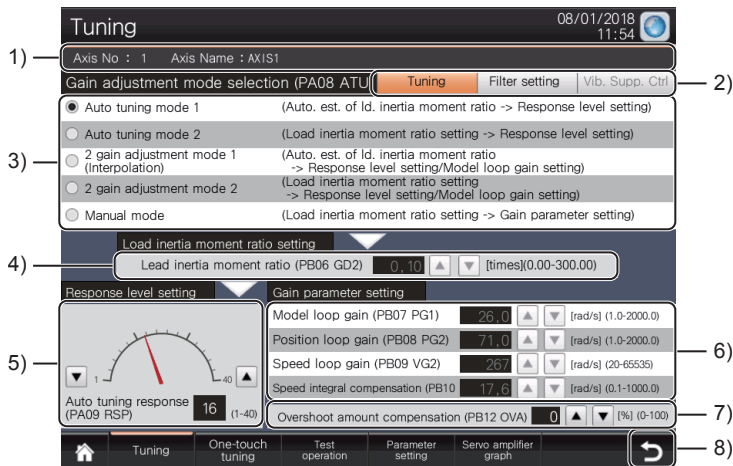 Tuning
08/01/2018
11:54
1)
Axis No : 1 Axis Name : AXIS1
Gain adjustment mode selection (PA08 ATU
Tuning
Filter setting
Vib. Supp. Ctrl
2)
3)
Auto tuning mode 1 (Auto. est. of ld. inertia moment ratio -> Response level setting)
Auto tuning mode 2 (Load inertia moment ratio setting -> Response level setting)
2 gain adjustment mode 1
(Interpolation)
(Auto. est. of ld. inertia moment ratio
-> Response level setting/Model loop gain setting)
2 gain adjustment mode 2
(Load inertia moment ratio setting
-> Response level setting/Model loop gain setting)
Manual mode (Load inertia moment ratio setting -> Gain parameter setting)
Load inertia moment ratio setting
4)
Lead inertia moment ratio (PB06 GD2) 0,10 [times](0.00-300.00)
Response level setting
5)
1
40
Auto tuning response
(PA09 RSP)
16
(1-40)
Gain parameter setting
Model loop gain (PB07 PG1) 26,0 [rad/s] (1.0-2000.0)
Position loop gain (PB08 PG2) 71,0 [rad/s] (1.0-2000.0)
Speed loop gain (PB09 VG2) 267 [rad/s] (20-65535)
Speed integral compensation (PB10 17,6 [rad/s] (0.1-1000.0)
6)
Overshoot amount compensation (PB12 OVA) 0 [%] (0-100)
7)
Tuning
One-touch
tuning
Test
operation
Parameter
setting
Servo amplifier
graph
8)